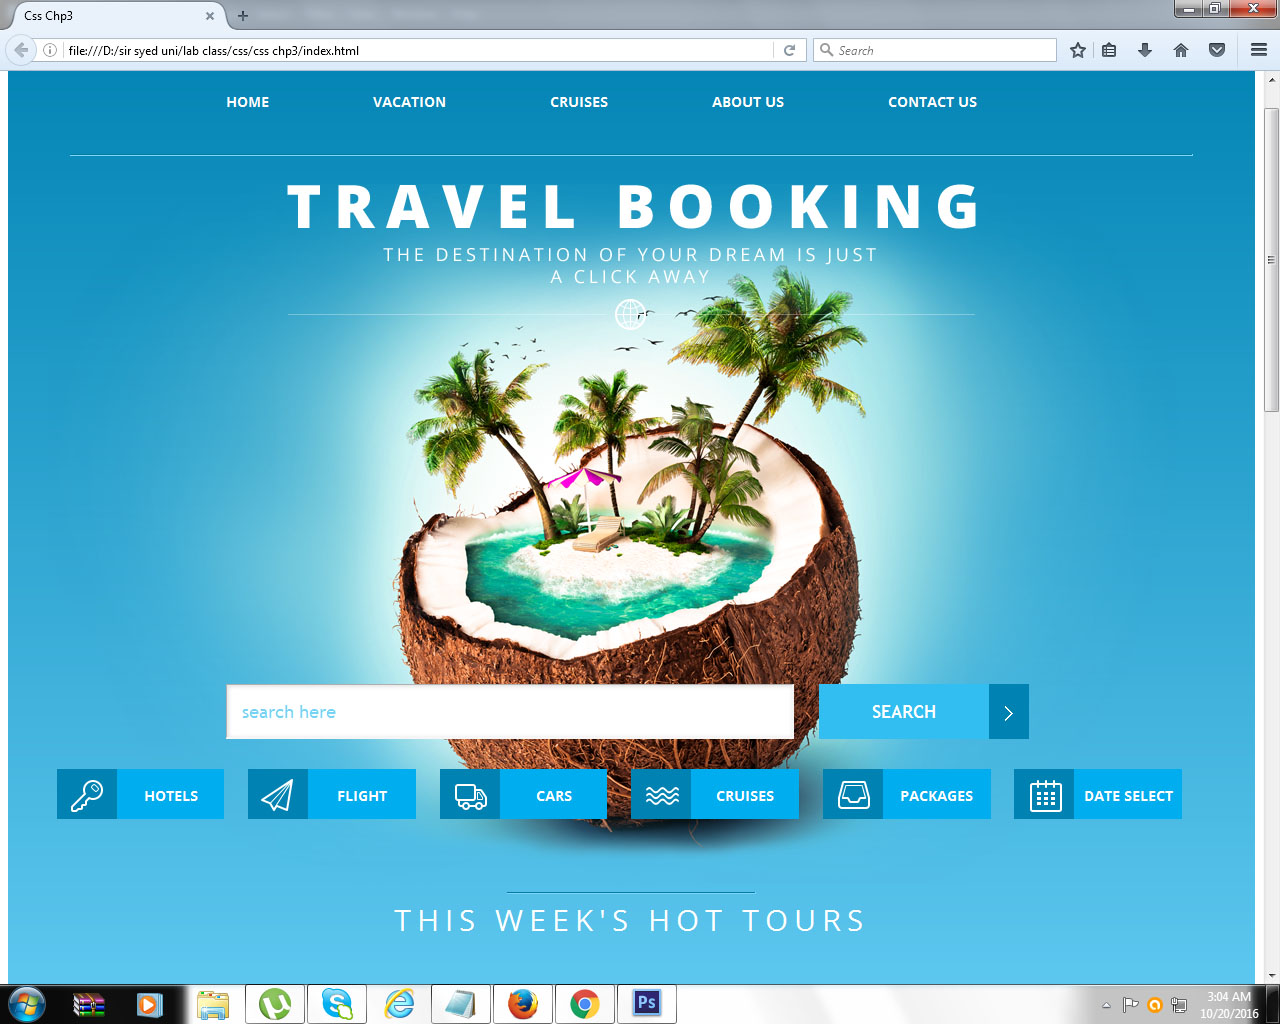 Css Chp3
file:///D:/sir syed uni/lab class/css/css chp3/index.html
Search
HOME VACATION CRUISES ABOUT US CONTACT US
TRAVEL BOOKING
THE DESTINATION OF YOUR DREAM IS JUST
A CLICK AWAY
search here
SEARCH
HOTELS FLIGHT CARS CRUISES PACKAGES DATE SELECT
THIS WEEK'S HOT TOURS
Ps
3:04 AM
10/20/2016